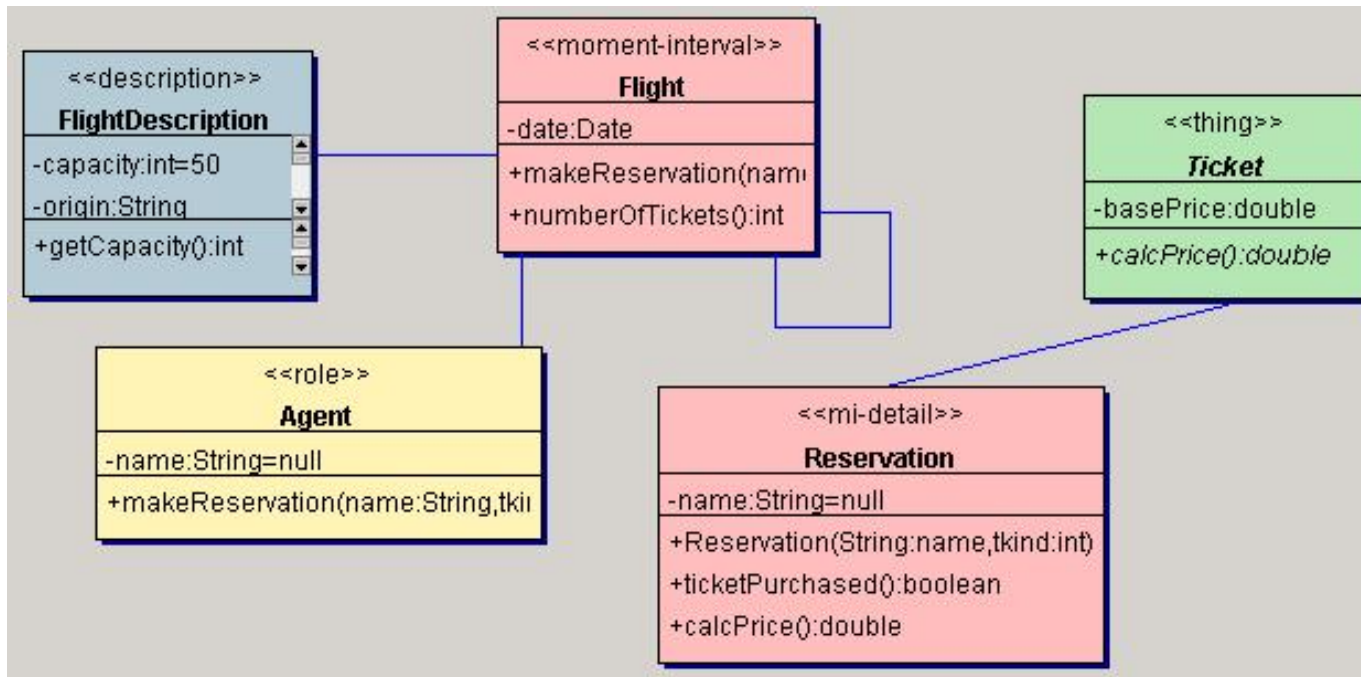 <<description>>
FlightDescription
-capacity:int=50
-origin:String
+getCapacity():int
<<moment-interval>>
Flight
-date:Date
+makeReservation(name
+numberOfTickets():int
<<thing>>
Ticket
-basePrice:double
+calcPrice():double
<<role>>
Agent
-name:String=null
+makeReservation(name:String,tkin
<<mi-detail>>
Reservation
-name:String=null
+Reservation(String:name,tkind:int)
+ticketPurchased():boolean
+calcPrice():double